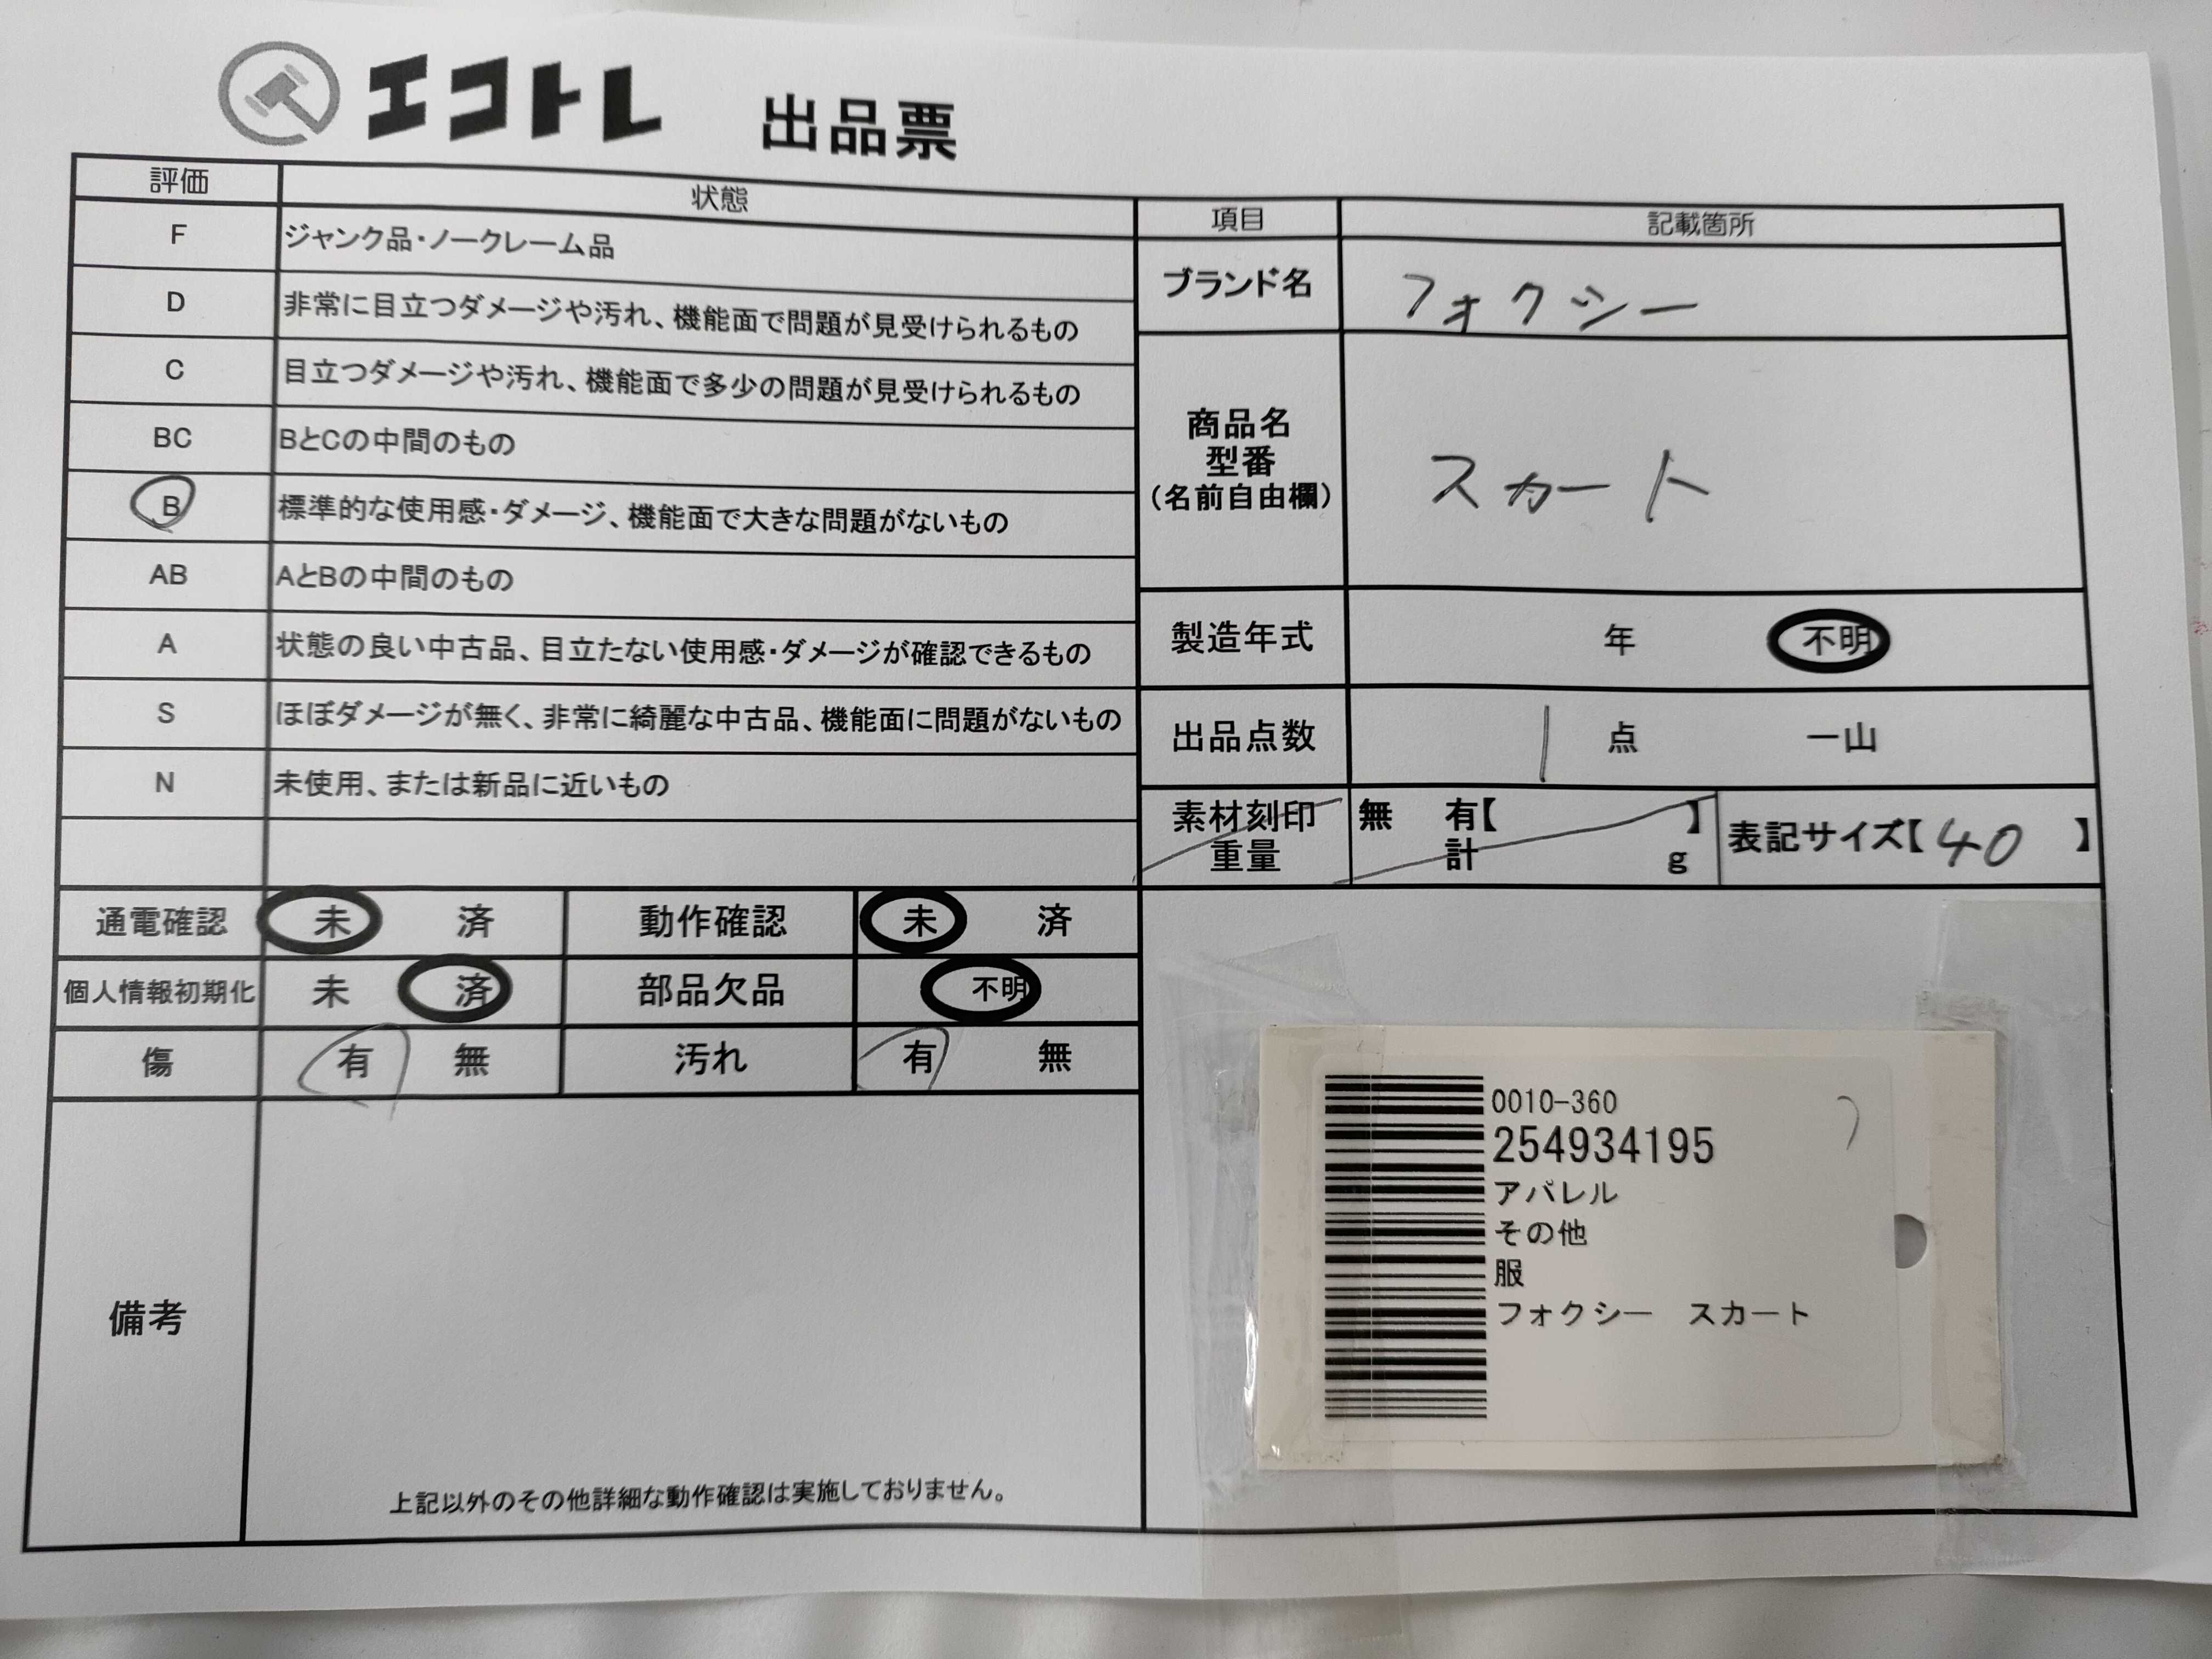 エコトレ 出品票
評価 状態
F ジャンク品・ノークレーム品
D 非常に目立つダメージや汚れ、機能面で問題が見受けられるもの
C 目立つダメージや汚れ、機能面で多少の問題が見受けられるもの
BC BとCの中間のもの
B 標準的な使用感・ダメージ、機能面で大きな問題がないもの
AB AとBの中間のもの
A 状態の良い中古品、目立たない使用感・ダメージが確認できるもの
S ほぼダメージが無く、非常に綺麗な中古品、機能面に問題がないもの
N 未使用、または新品に近いもの
項目 記載箇所
ブランド名 フォクシー
商品名
型番
(名前自由欄)
スカート
製造年式 年 不明
出品点数 1 点 一山
素材刻印 無 有【 】
重量 計 g
表記サイズ【40 】
通電確認 未 済 動作確認 未 済
個人情報初期化 未 済 部品欠品 不明
傷 有 無 汚れ 有 無
備考
上記以外のその他詳細な動作確認は実施しておりません。
0010-360
254934195
アパレル
その他
服
フォクシー スカート